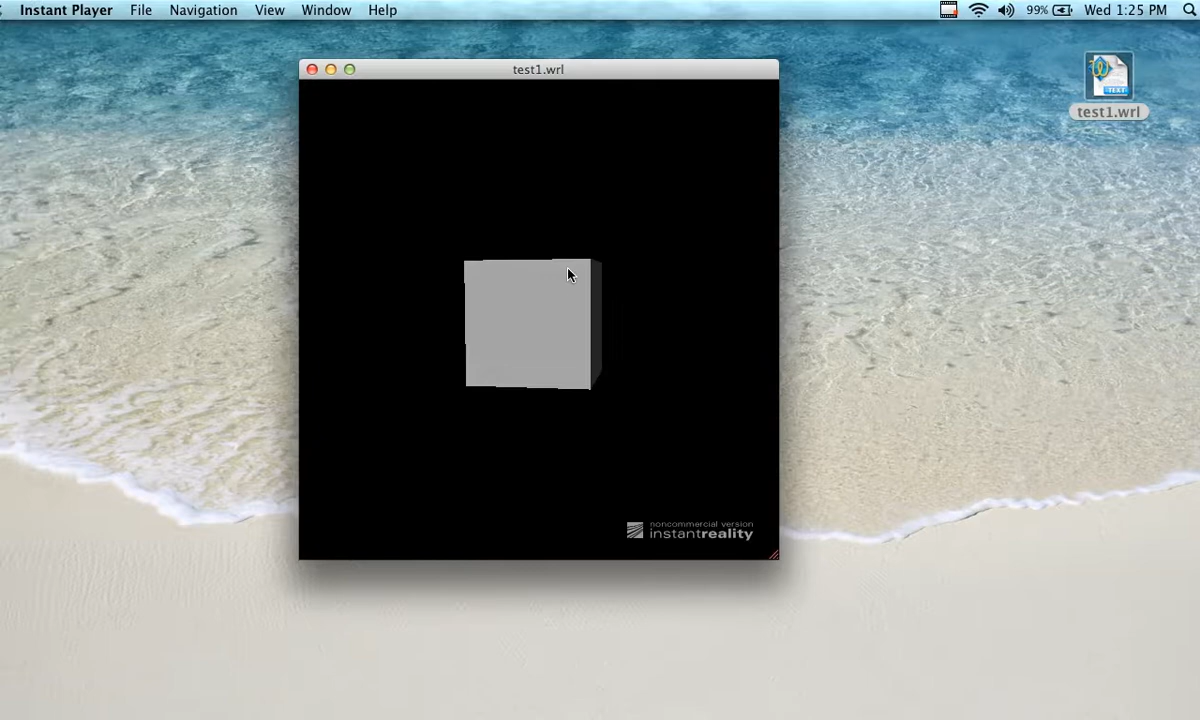 Instant Player File Navigation View Window Help 99% Wed 1:25 PM
test1.wrl
TEXT
test1.wrl
noncommercial version
instantreality